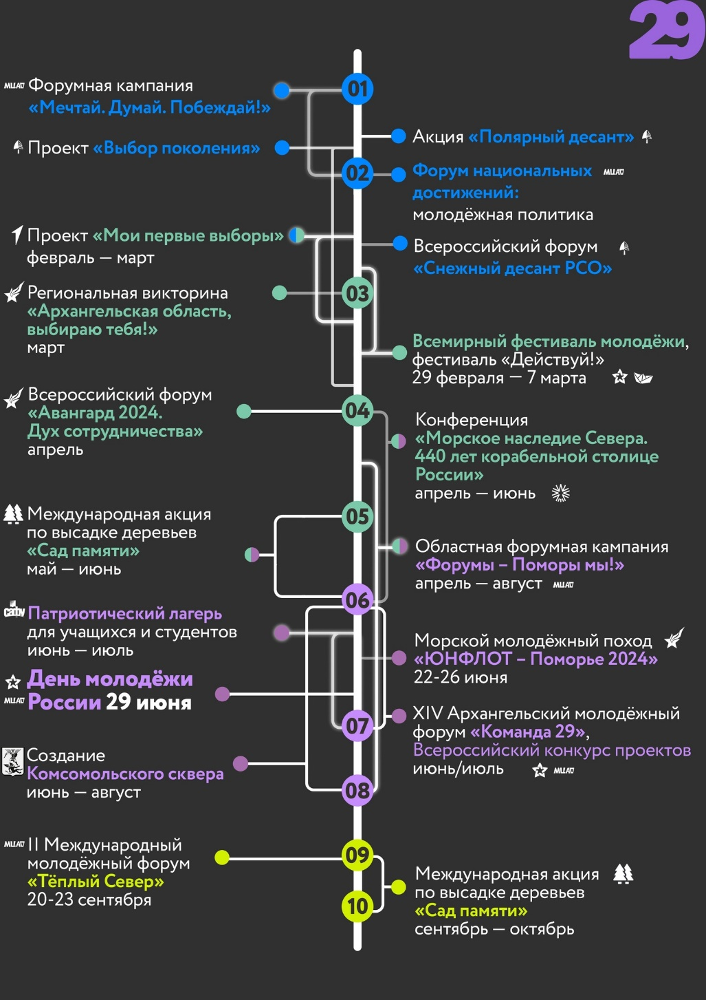 29
МЦАО
Форумная кампания
«Мечтай. Думай. Побеждай!»
01
Акция «Полярный десант»
Проект «Выбор поколения»
02
Форум национальных
достижений:
молодёжная политика
Проект «Мои первые выборы»
февраль — март
Всероссийский форум
«Снежный десант РСО»
Региональная викторина
«Архангельская область,
выбираю тебя!»
март
03
Всемирный фестиваль молодёжи,
фестиваль «Действуй!»
29 февраля — 7 марта
Всероссийский форум
«Авангард 2024.
Дух сотрудничества»
апрель
04
Конференция
«Морское наследие Севера.
440 лет корабельной столице
России»
апрель — июнь
Международная акция
по высадке деревьев
«Сад памяти»
май — июнь
05
Областная форумная кампания
«Форумы – Поморы мы!»
апрель — август
06
сафу
Патриотический лагерь
для учащихся и студентов
июнь — июль
Морской молодёжный поход
«ЮНФЛОТ – Поморье 2024»
22-26 июня
День молодёжи
России 29 июня
07
XIV Архангельский молодёжный
форум «Команда 29»,
Всероссийский конкурс проектов
июнь/июль
Создание
Комсомольского сквера
июнь — август
08
II Международный
молодёжный форум
«Тёплый Север»
20-23 сентября
09
Международная акция
по высадке деревьев
«Сад памяти»
сентябрь — октябрь
10